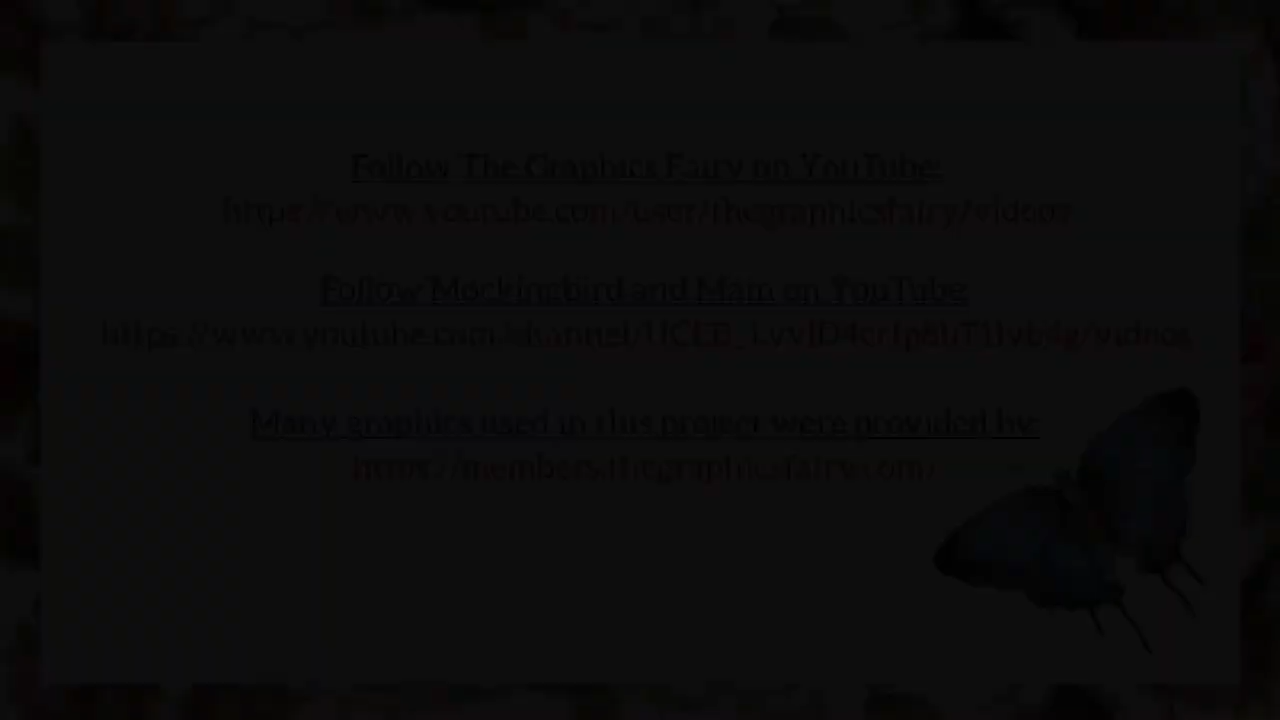 Follow The Graphics Fairy on YouTube:
https://www.youtube.com/user/thegraphicsfairy/videos
Follow Mockingbird and Main on YouTube:
Many graphics used in this project were provided by:
https://members.thegraphicsfairy.com/